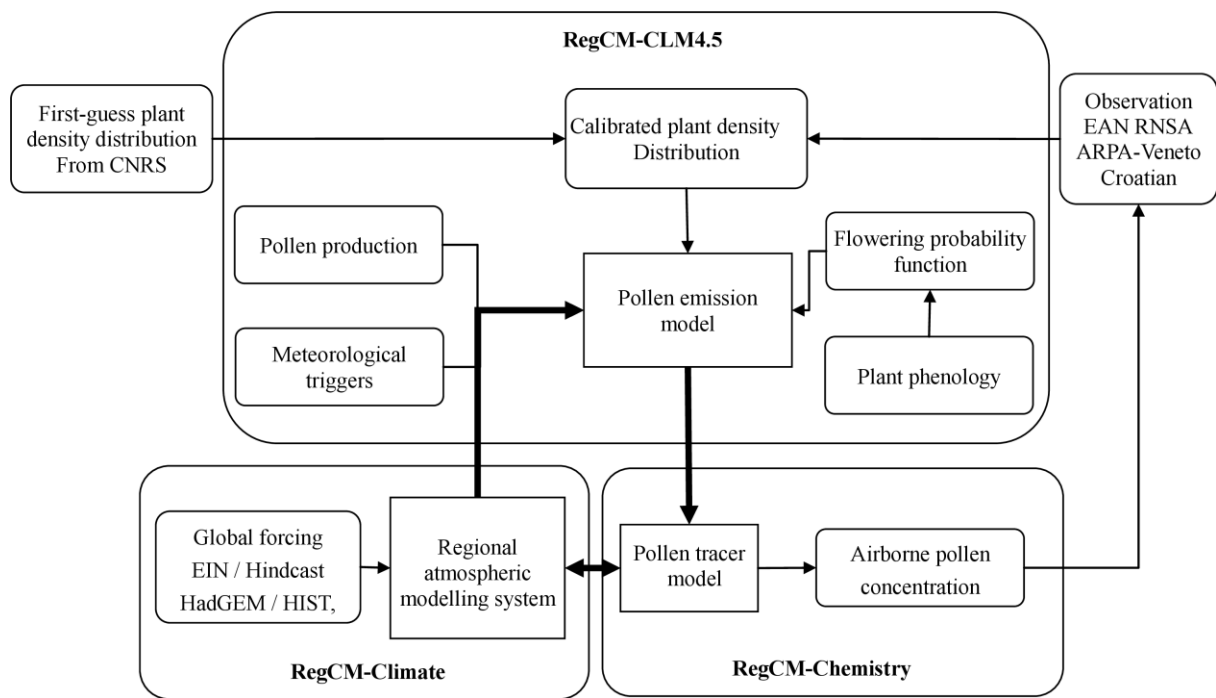 RegCM-CLM4.5
First-guess plant
density distribution
From CNRS
Calibrated plant density
Distribution
Observation
EAN RNSA
ARPA-Veneto
Croatian
Pollen production
Flowering probability
function
Pollen emission
model
Meteorological
triggers
Plant phenology
Global forcing
EIN / Hindcast
HadGEM / HIST,
Regional
atmospheric
modelling system
Pollen tracer
model
Airborne pollen
concentration
RegCM-Climate
RegCM-Chemistry